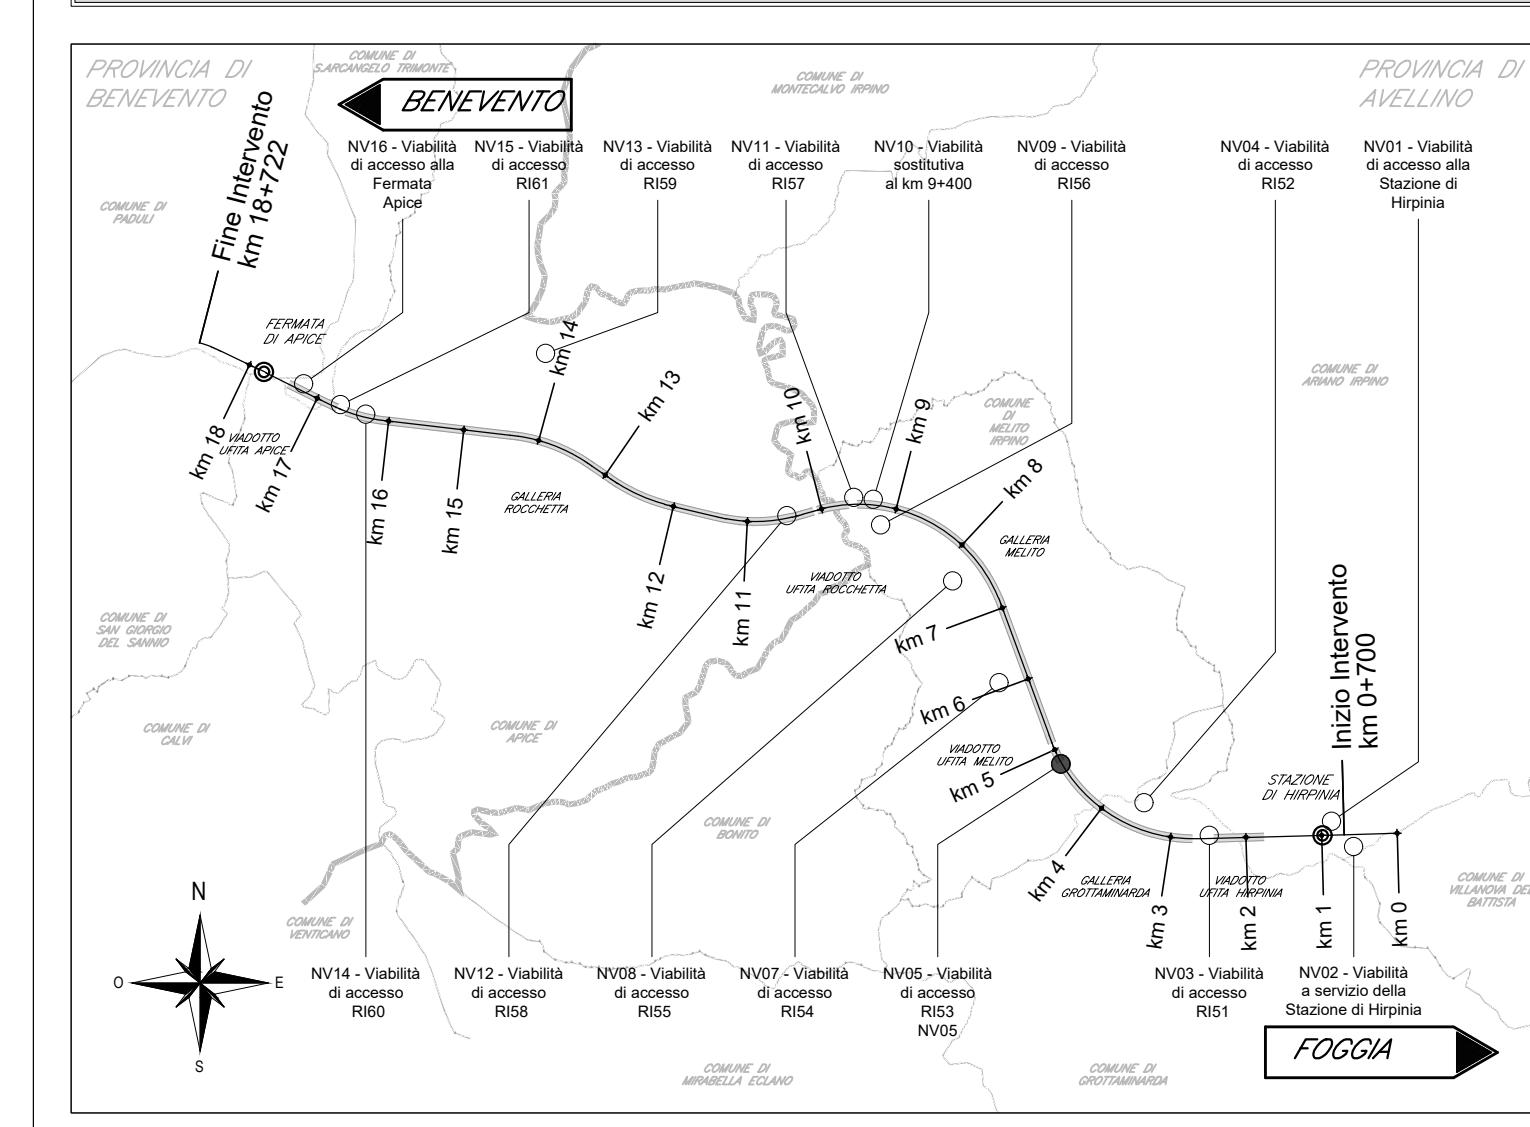 PROVINCIA DI
BENEVENTO
COMUNE DI
S.ARCANGELO TRIMONTE
BENEVENTO
COMUNE DI
MONTECALVO IRPINO
PROVINCIA DI
AVELLINO
NV16 - Viabilità
di accesso alla
Fermata
Apice
NV15 - Viabilità
di accesso
RI61
NV13 - Viabilità
di accesso
RI59
NV11 - Viabilità
di accesso
RI57
NV10 - Viabilità
sostitutiva
al km 9+400
NV09 - Viabilità
di accesso
RI56
NV04 - Viabilità
di accesso
RI52
NV01 - Viabilità
di accesso alla
Stazione di
Hirpinia
COMUNE DI
PADULI
Fine Intervento
km 18+722
FERMATA
DI APICE
km 18
VIADOTTO
UFITA APICE
km 17
km 16
km 15
km 14
km 13
GALLERIA
ROCCHETTA
km 12
km 11
km 10
km 9
COMUNE
DI
MELITO
IRPINO
COMUNE DI
ARIANO IRPINO
km 8
GALLERIA
MELITO
VIADOTTO
UFITA ROCCHETTA
km 7
km 6
VIADOTTO
UFITA MELITO
km 5
Inizio Intervento
km 0+700
STAZIONE
DI HIRPINIA
COMUNE DI
SAN GIORGIO
DEL SANNIO
COMUNE DI
CALVI
COMUNE DI
APICE
COMUNE DI
BONITO
km 4
GALLERIA
GROTTAMINARDA
km 3
VIADOTTO
UFITA HIRPINIA
km 2
km 1
km 0
COMUNE DI
VILLANOVA DEL
BATTISTA
COMUNE DI
VENTICANO
N
O
E
S
NV14 - Viabilità
di accesso
RI60
NV12 - Viabilità
di accesso
RI58
NV08 - Viabilità
di accesso
RI55
NV07 - Viabilità
di accesso
RI54
NV05 - Viabilità
di accesso
RI53
NV05
NV03 - Viabilità
di accesso
RI51
NV02 - Viabilità
a servizio della
Stazione di Hirpinia
FOGGIA
COMUNE DI
MIRABELLA ECLANO
COMUNE DI
GROTTAMINARDA